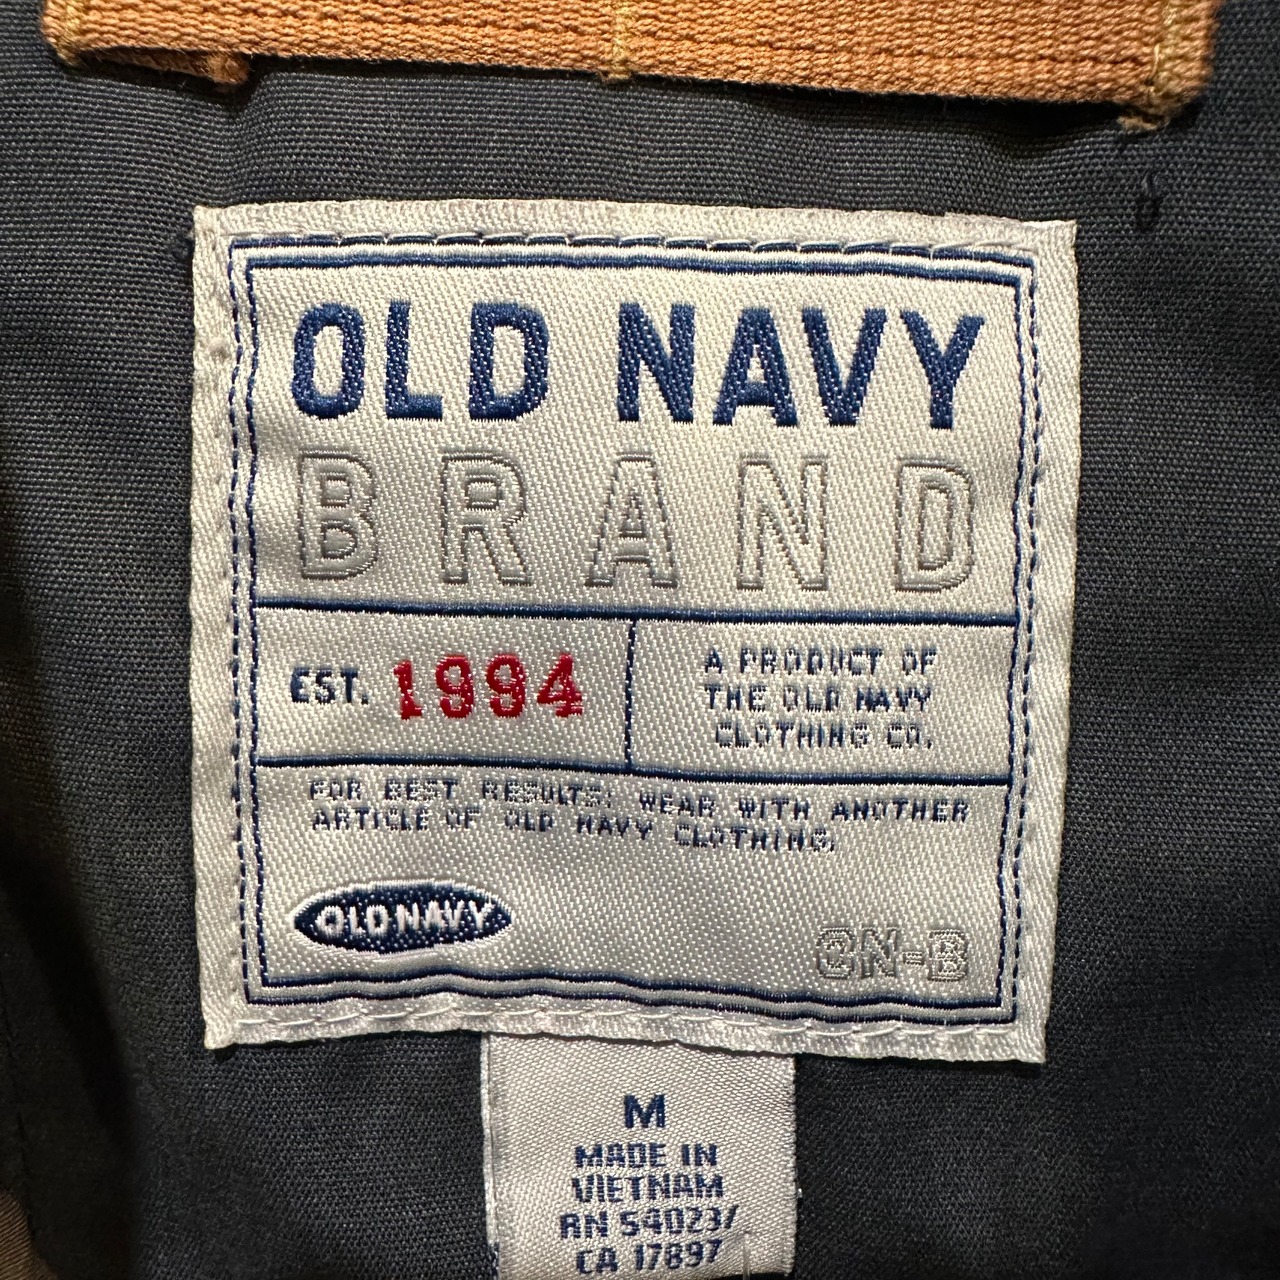 OLD NAVY
BRAND
EST. 1994
A PRODUCT OF
THE OLD NAVY
CLOTHING CO.
FOR BEST RESULTS: WEAR WITH ANOTHER
ARTICLE OF OLD NAVY CLOTHING.
OLD NAVY
CN-B
M
MADE IN
VIETNAM
RN 54023/
CA 17897